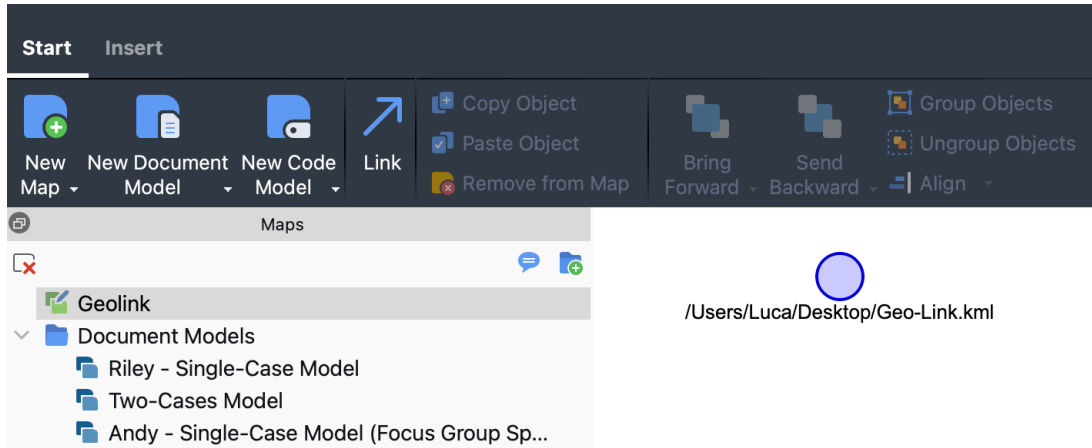 Start Insert
New Map
New Document Model
New Code Model
Link
Copy Object
Paste Object
Remove from Map
Bring Forward
Send Backward
Group Objects
Ungroup Objects
Align
Maps
Geolink
Document Models
Riley - Single-Case Model
Two-Cases Model
Andy - Single-Case Model (Focus Group Sp...
/Users/Luca/Desktop/Geo-Link.kml